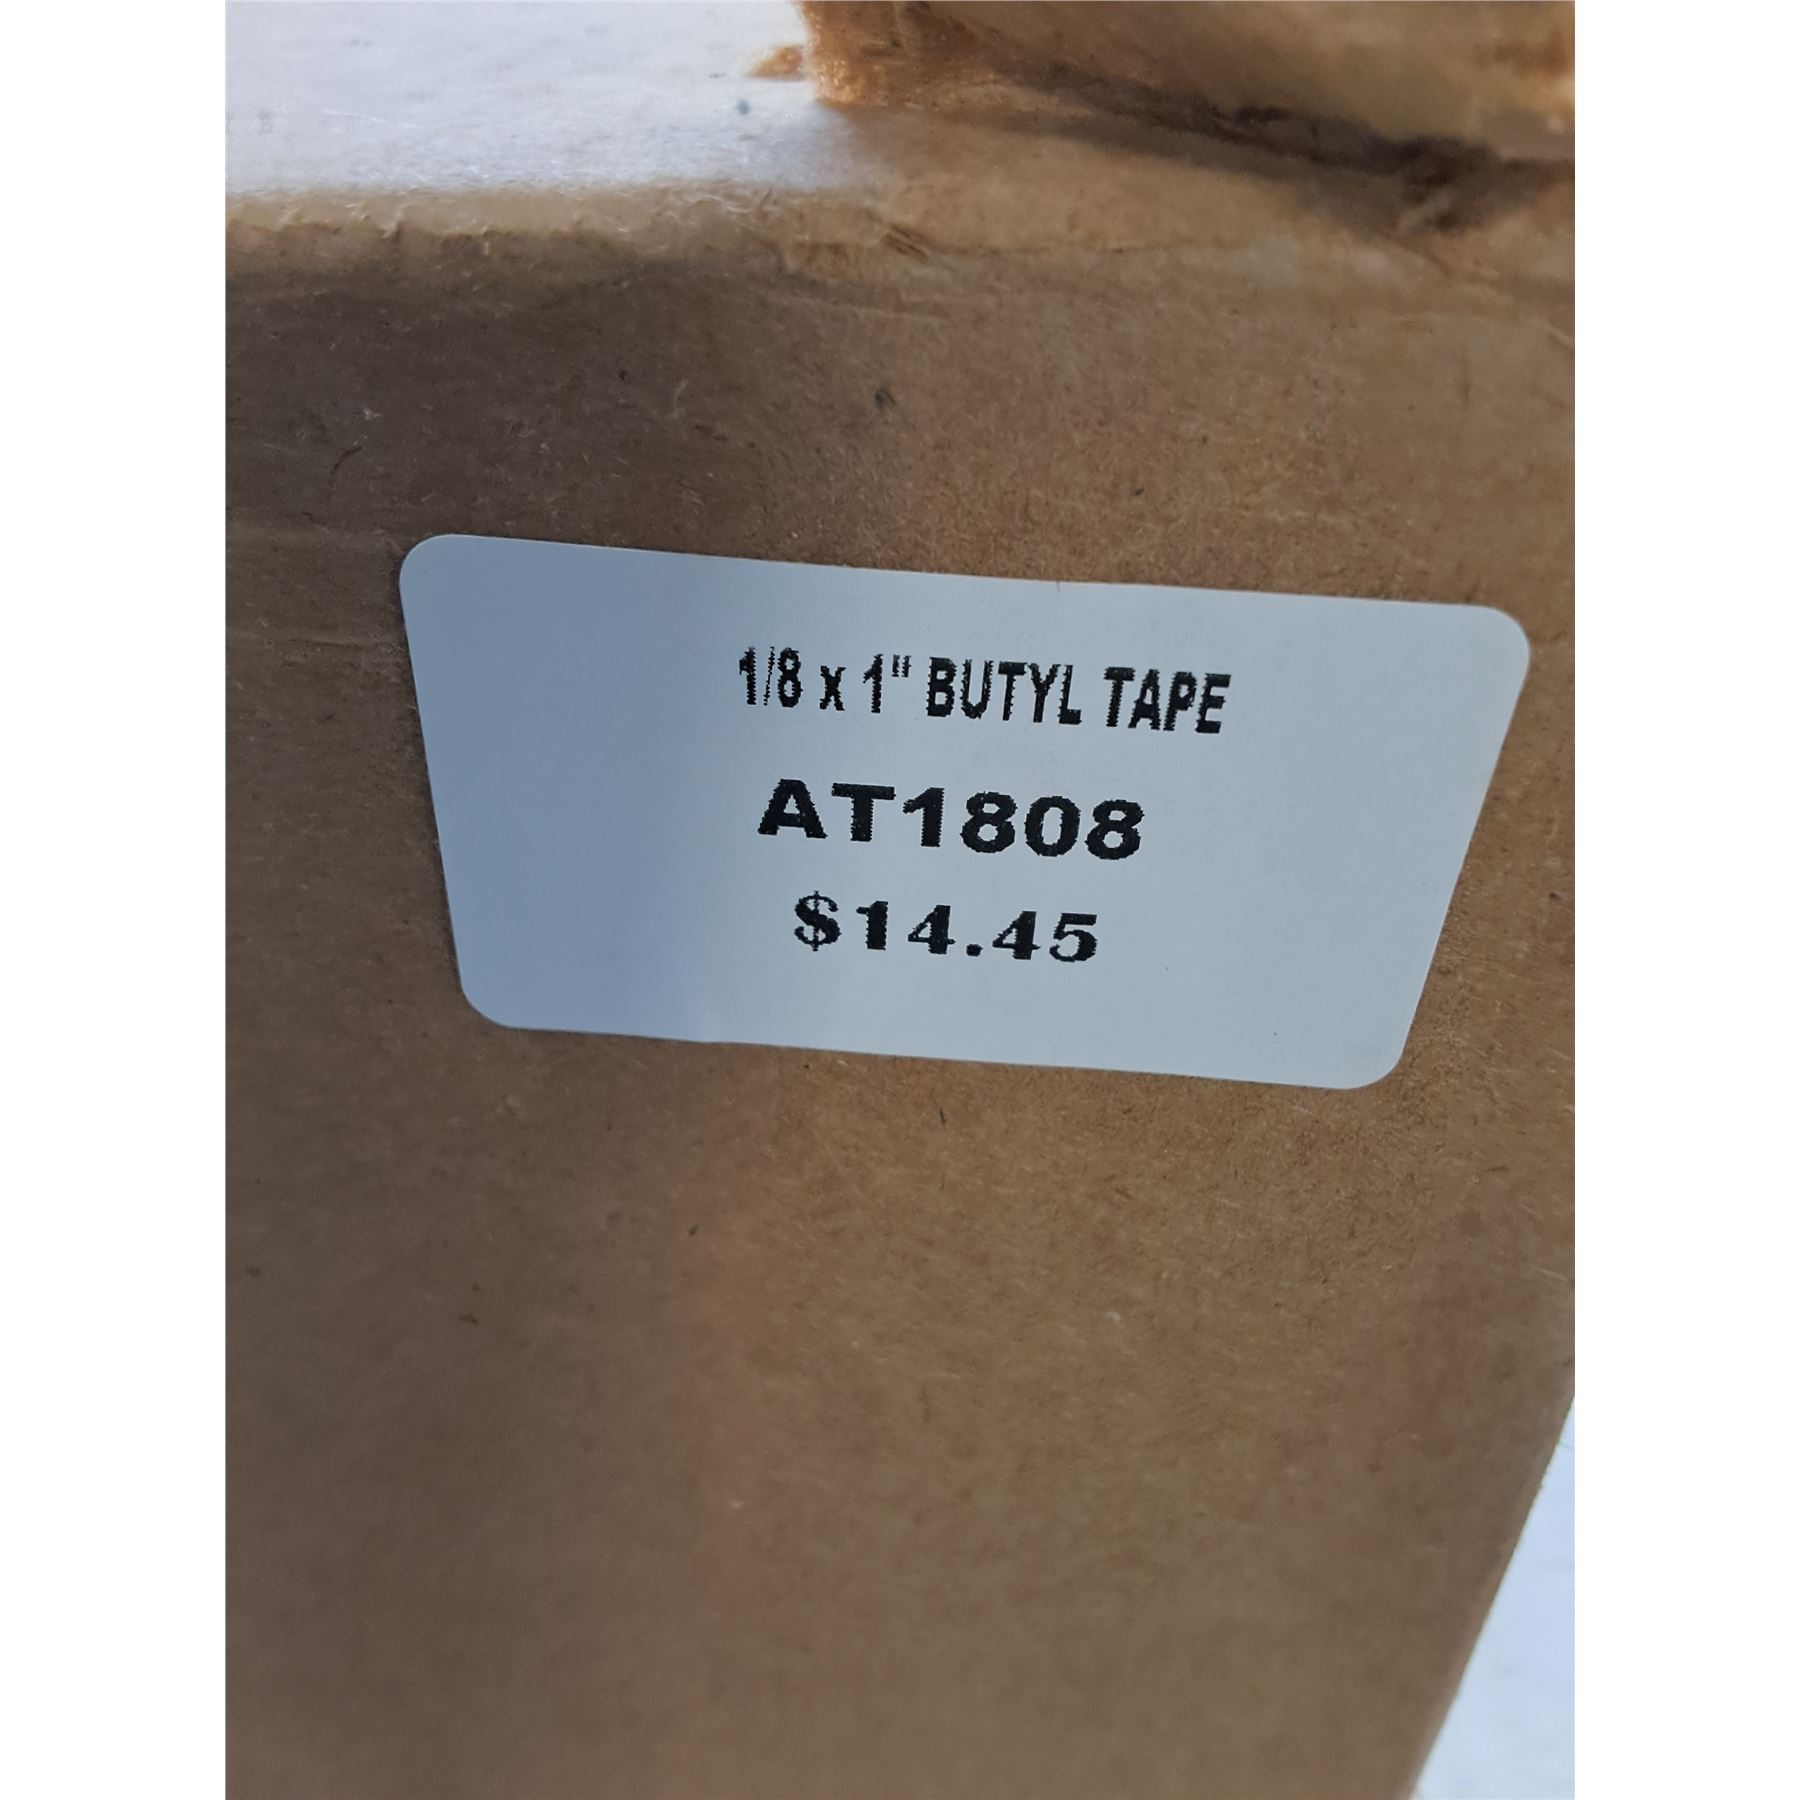 1/8 x 1" BUTYL TAPE
AT1808
$14.45